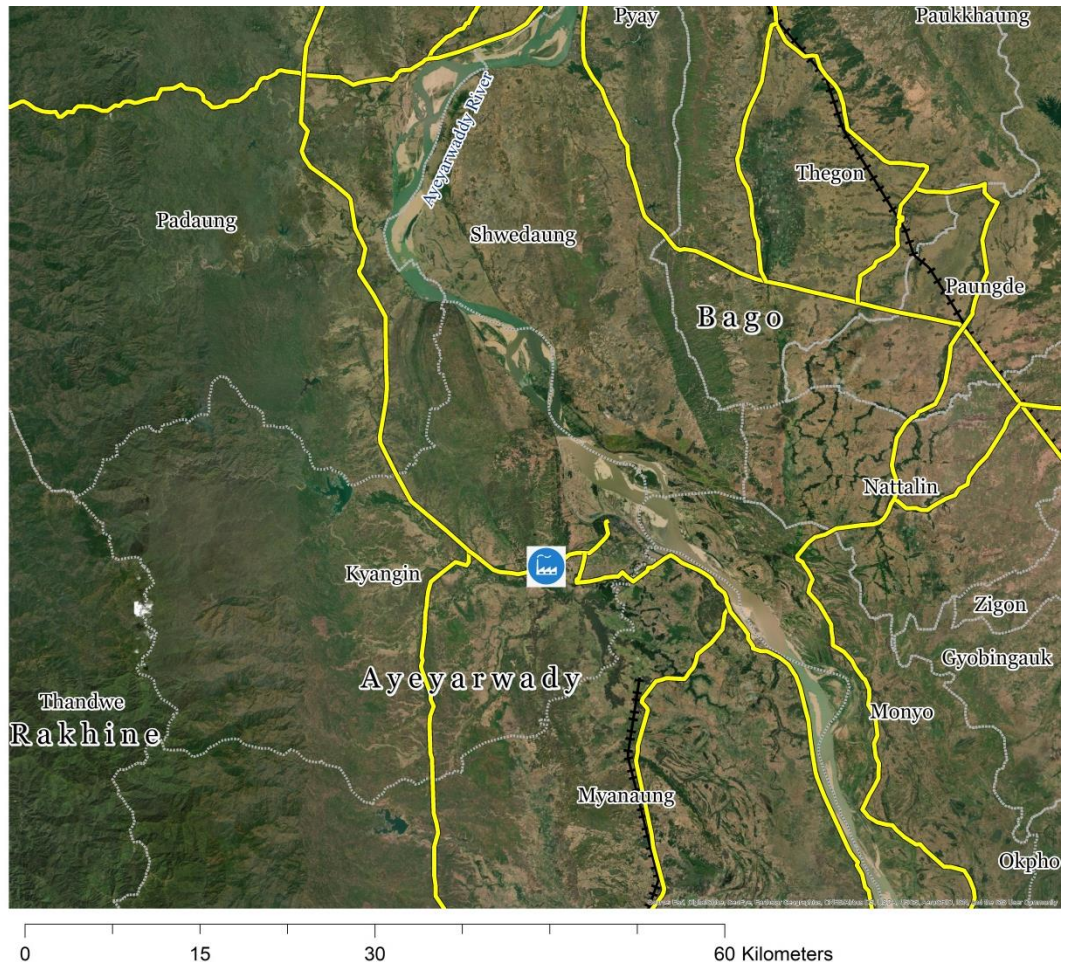 Pyay
Paukkhaung
Ayeyarwaddy River
Thegon
Padaung
Shwedaung
Paungde
Bago
Nattalin
Kyangin
Zigon
Gyobingauk
Ayeyarwady
Thandwe
Rakhine
Monyo
Myanaung
Okpho
0 15 30 60 Kilometers